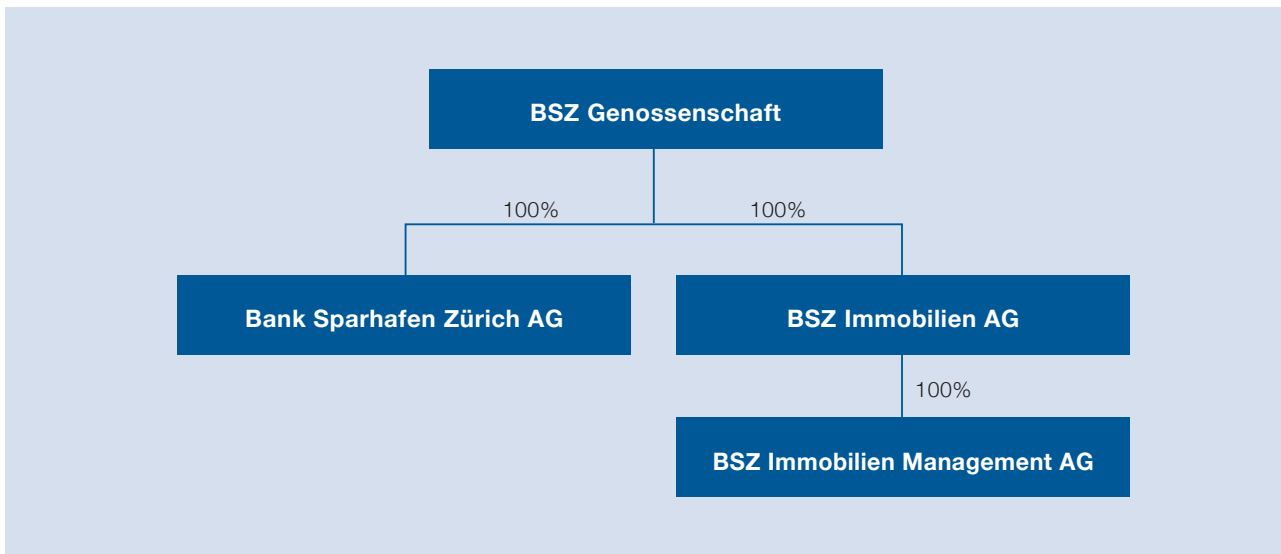 BSZ Genossenschaft
100%
100%
Bank Sparhafen Zürich AG
BSZ Immobilien AG
100%
BSZ Immobilien Management AG